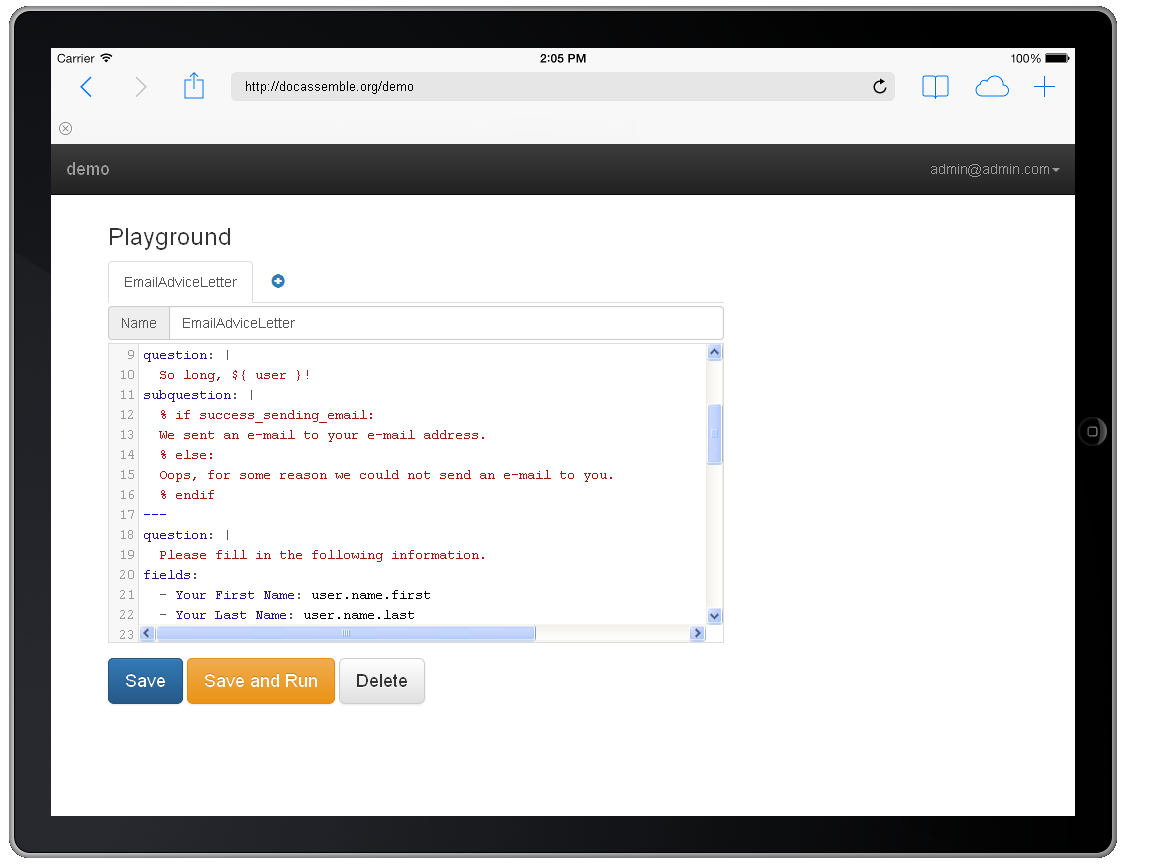 Carrier 2:05 PM 100%
http://docassemble.org/demo
demo admin@admin.com
Playground
EmailAdviceLetter
Name EmailAdviceLetter
9 question: |
10 So long, ${ user }!
11 subquestion: |
12 % if success_sending_email:
13 We sent an e-mail to your e-mail address.
14 % else:
15 Oops, for some reason we could not send an e-mail to you.
16 % endif
17 ---
18 question: |
19 Please fill in the following information.
20 fields:
21 - Your First Name: user.name.first
22 - Your Last Name: user.name.last
23
Save Save and Run Delete